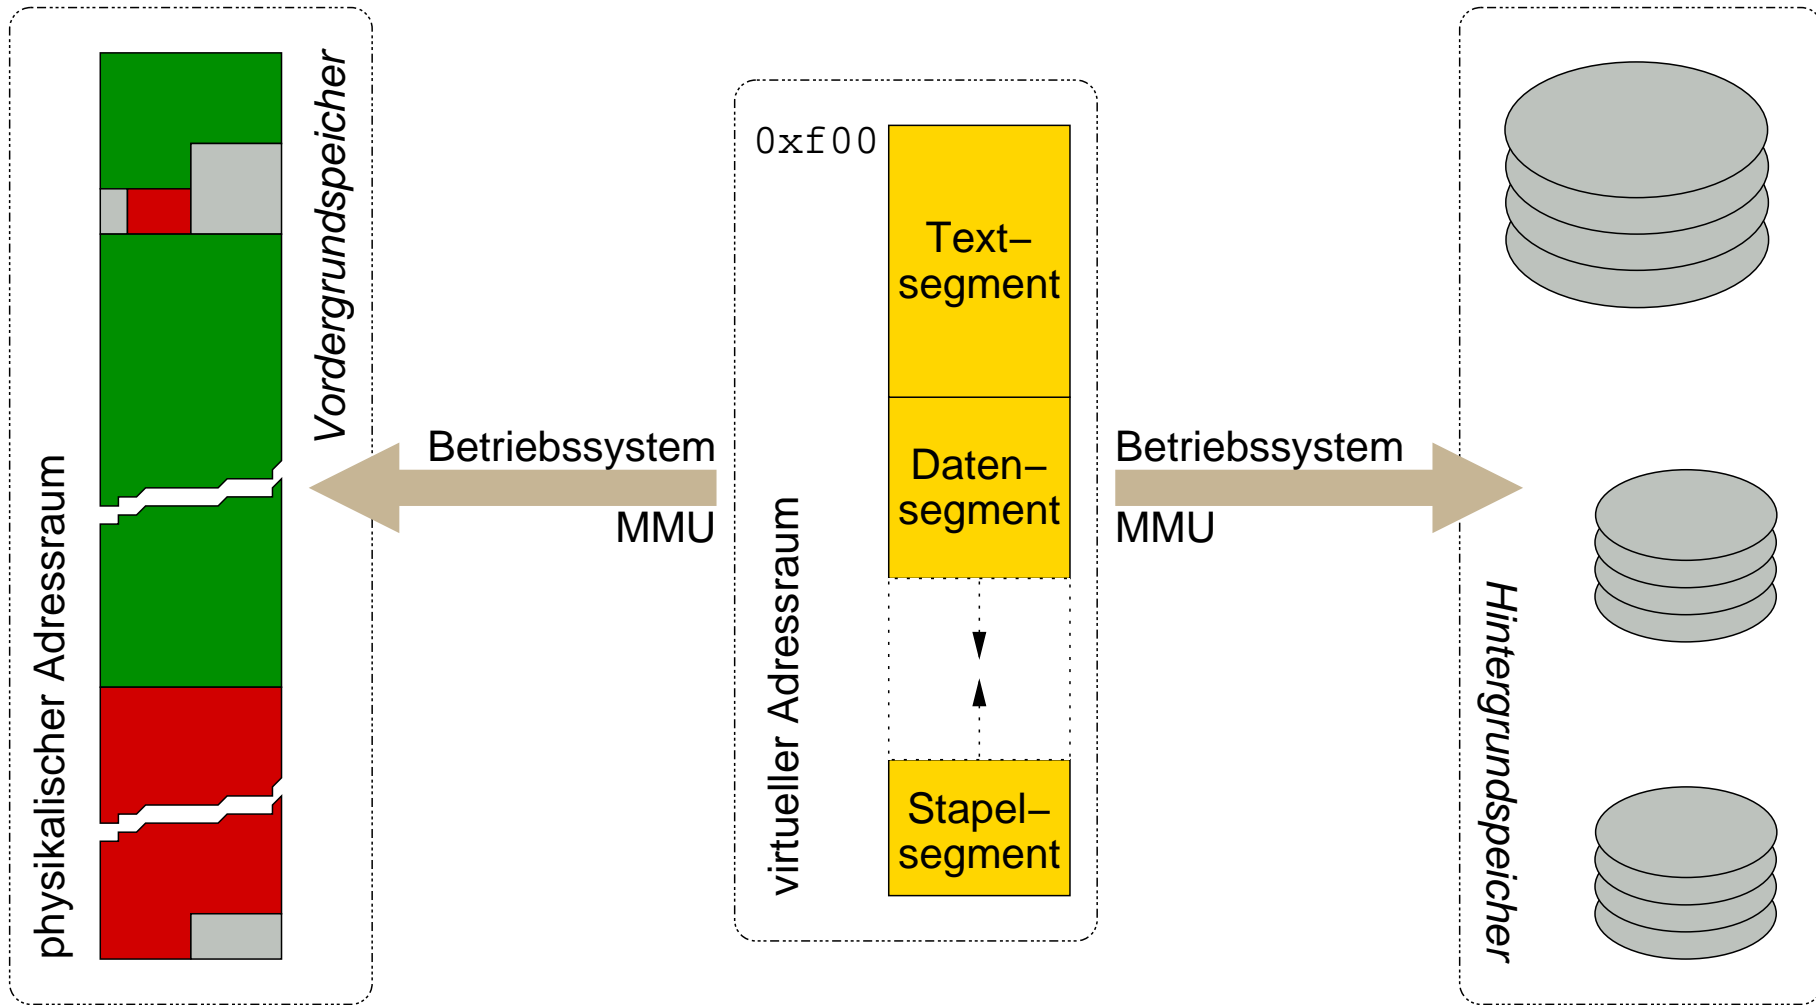 physikalischer Adressraum
Vordergrundspeicher
Betriebssystem
MMU
virtueller Adressraum
0xf00
Text–
segment
Daten–
segment
Stapel–
segment
Betriebssystem
MMU
Hintergrundspeicher